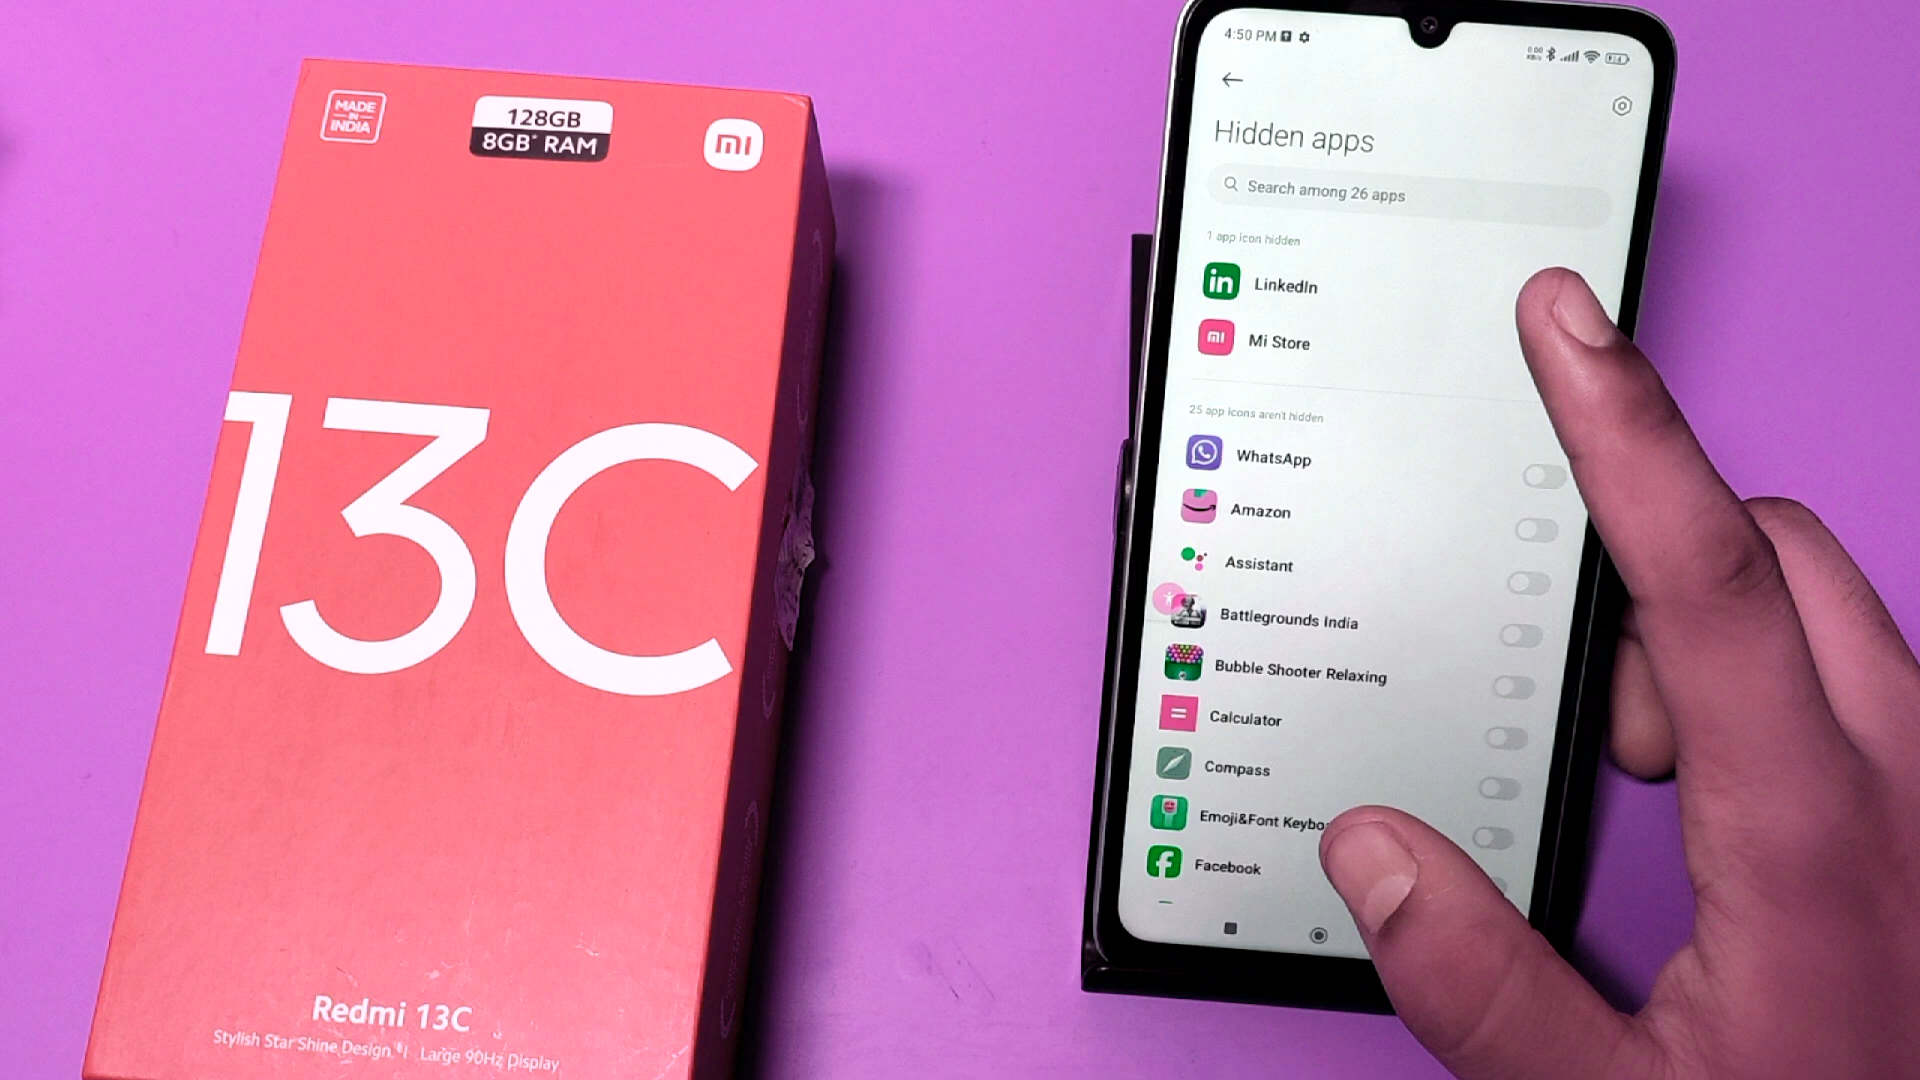 MADE
IN
INDIA
128GB
8GB* RAM
mi
13C
Redmi 13C
Stylish Star Shine Design | Large 90Hz Display
4:50 PM
Hidden apps
Search among 26 apps
1 app icon hidden
in LinkedIn
mi Mi Store
25 app icons aren't hidden
WhatsApp
Amazon
Assistant
Battlegrounds India
Bubble Shooter Relaxing
Calculator
Compass
Emoji&Font Keybo
Facebook